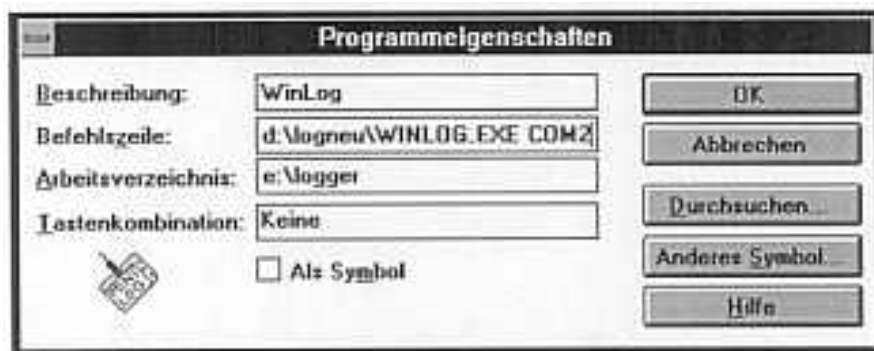 Programmeigenschaften
Beschreibung: WinLog
Befehlszeile: d:\logneu\WINLOG.EXE COM2
Arbeitsverzeichnis: e:\logger
Tastenkombination: Keine
Als Symbol
OK
Abbrechen
Durchsuchen...
Anderes Symbol...
Hilfe